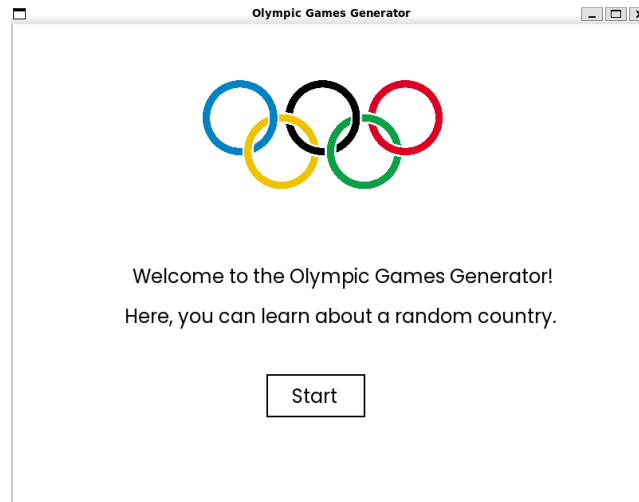 Olympic Games Generator
Welcome to the Olympic Games Generator!
Here, you can learn about a random country.
Start